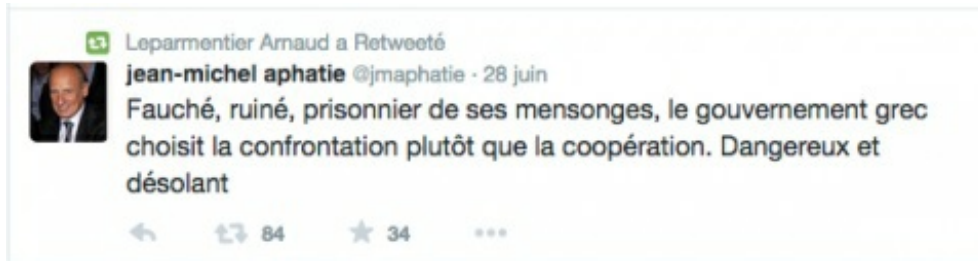 Leparmentier Arnaud a Retweeté
jean-michel aphatie @jmaphatie · 28 juin
Fauché, ruiné, prisonnier de ses mensonges, le gouvernement grec
choisit la confrontation plutôt que la coopération. Dangereux et
désolant
84 34